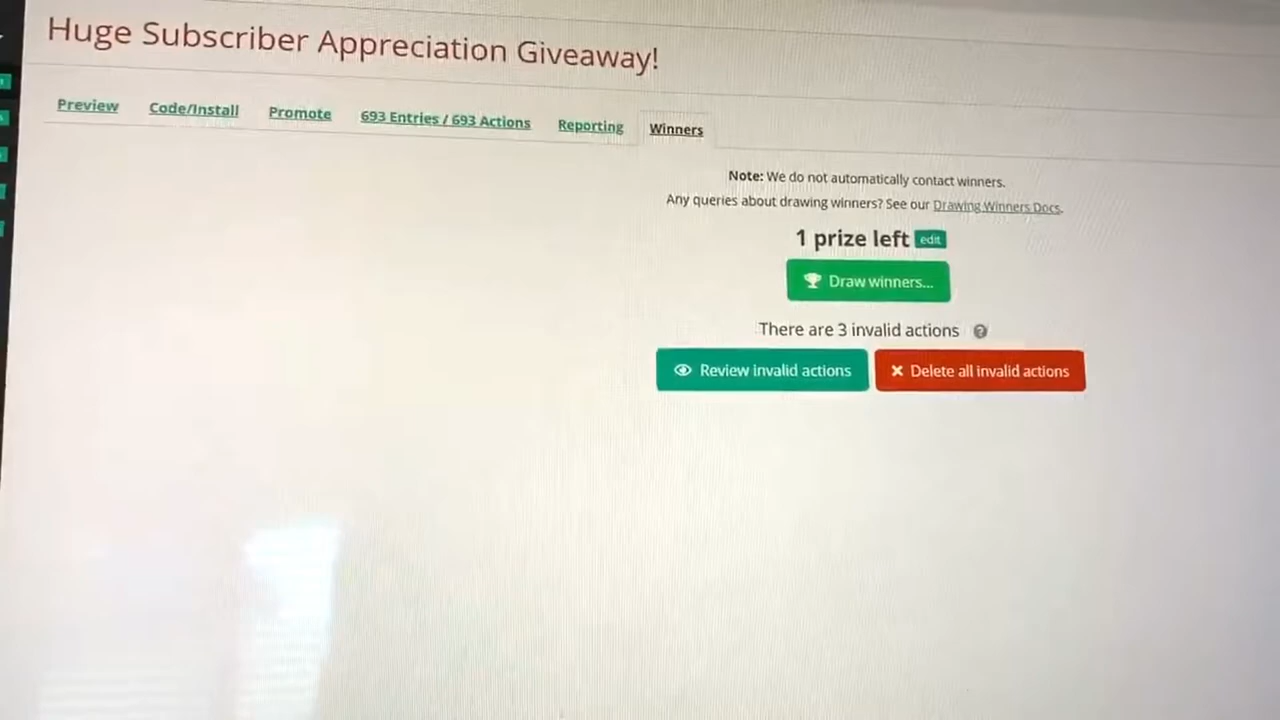 Huge Subscriber Appreciation Giveaway!
Preview Code/Install Promote 693 Entries / 693 Actions Reporting Winners
Note: We do not automatically contact winners.
Any queries about drawing winners? See our Drawing Winners Docs.
1 prize left edit
Draw winners...
There are 3 invalid actions ?
Review invalid actions Delete all invalid actions